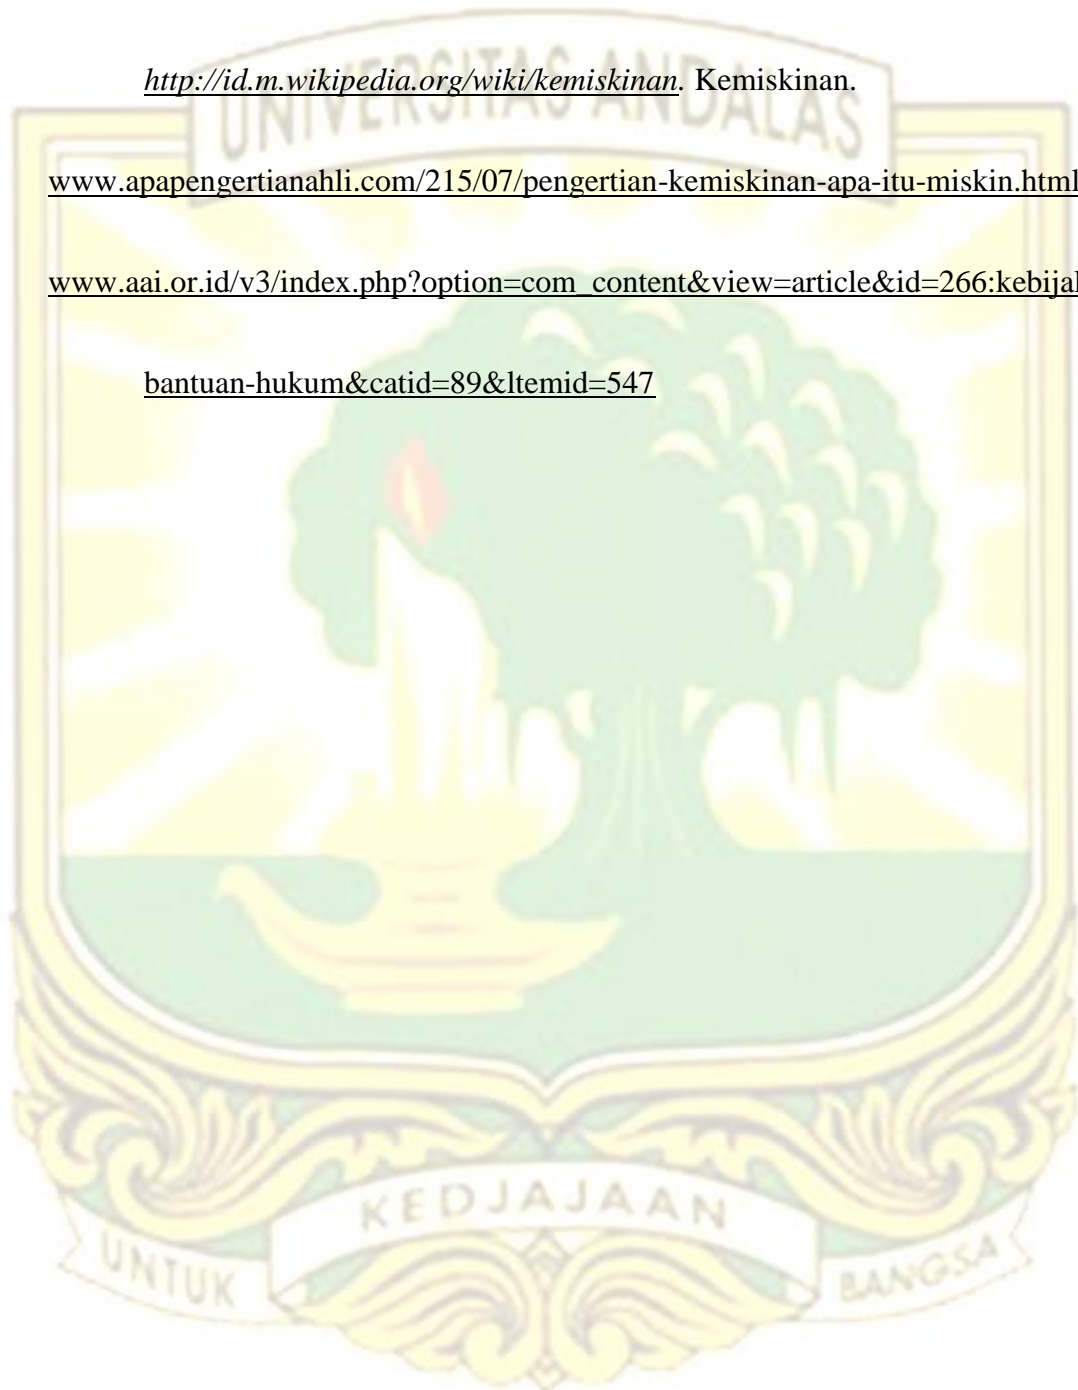 UNIVERSITAS ANDALAS
http://id.m.wikipedia.org/wiki/kemiskinan. Kemiskinan.
www.apapengertianahli.com/215/07/pengertian-kemiskinan-apa-itu-miskin.html
www.aai.or.id/v3/index.php?option=com_content&view=article&id=266:kebijak
bantuan-hukum&catid=89&ltemid=547
UNTUK KEDJAJAAN BANGSA